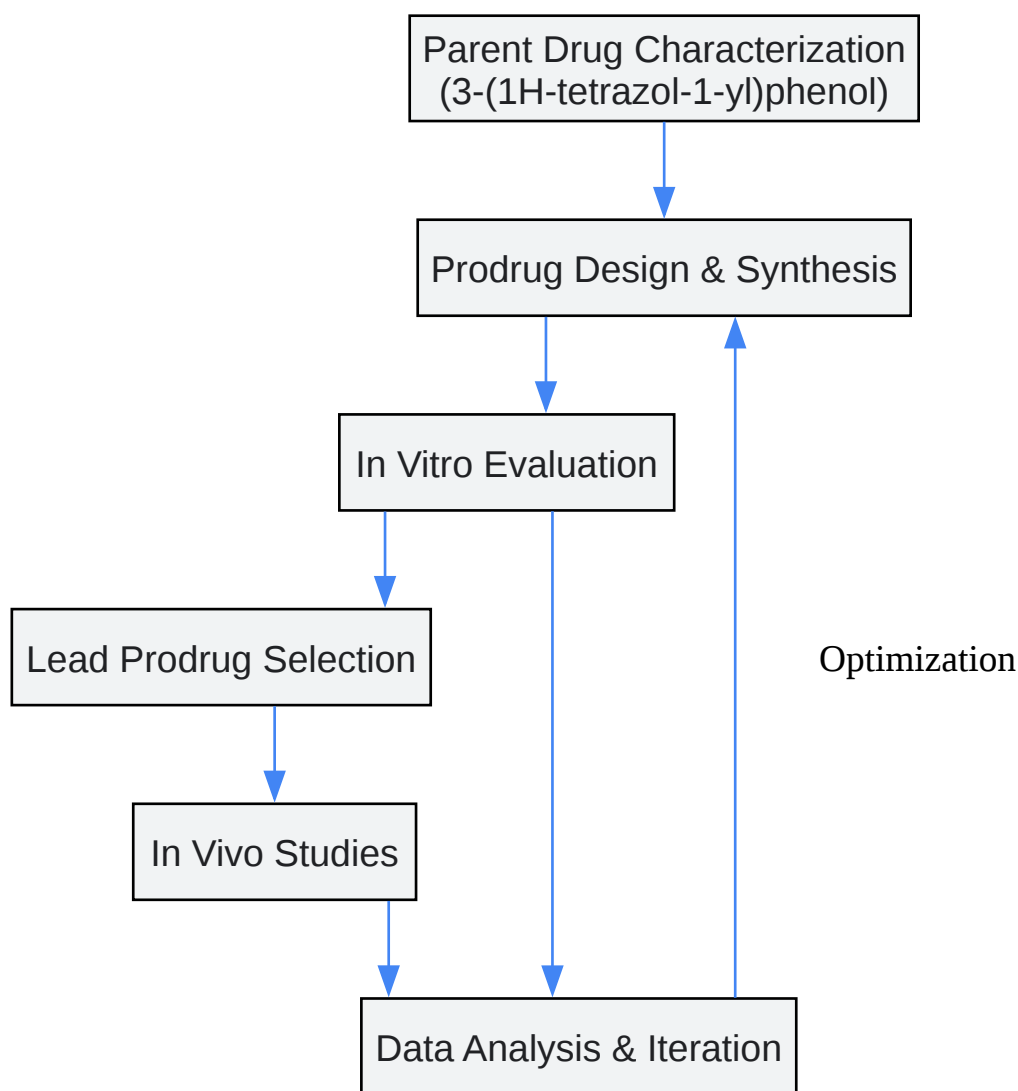 Parent Drug Characterization
(3-(1H-tetrazol-1-yl)phenol)
Prodrug Design & Synthesis
In Vitro Evaluation
Lead Prodrug Selection
Optimization
In Vivo Studies
Data Analysis & Iteration